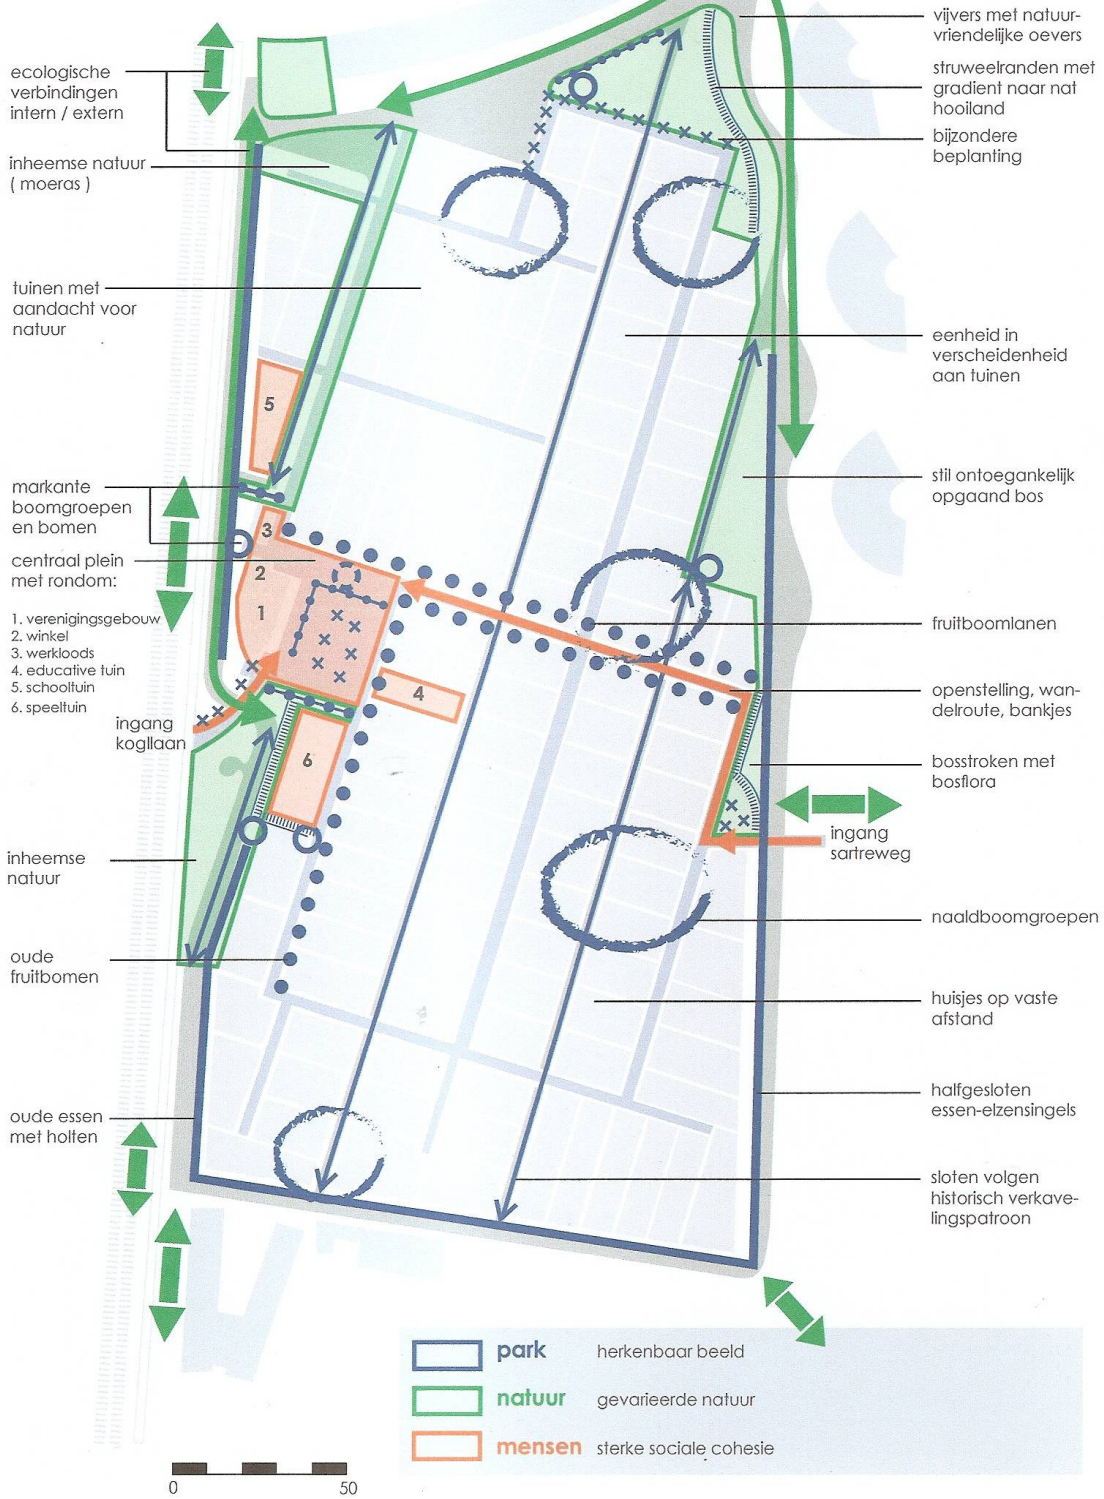 ecologische
verbindingen
intern / extern
inheemse natuur
( moeras )
tuinen met
aandacht voor
natuur
markante
boomgroepen
en bomen
centraal plein
met rondom:
1. verenigingsgebouw
2. winkel
3. werkloods
4. educative tuin
5. schooltuin
6. speeltuin
ingang
kogllaan
inheemse
natuur
oude
fruitbomen
oude essen
met holten
5
3
2
1
4
6
vijvers met natuur-
vriendelijke oevers
struweelranden met
gradient naar nat
hooiland
bijzondere
beplanting
eenheid in
verscheidenheid
aan tuinen
stil ontoegankelijk
opgaand bos
fruitboomlanen
openstelling, wan-
delroute, bankjes
bosstroken met
bosflora
ingang
sartreweg
naaldboomgroepen
huisjes op vaste
afstand
halfgesloten
essen-elzensingels
sloten volgen
historisch verkave-
lingspatroon
park herkenbaar beeld
natuur gevarieerde natuur
mensen sterke sociale cohesie
0 50